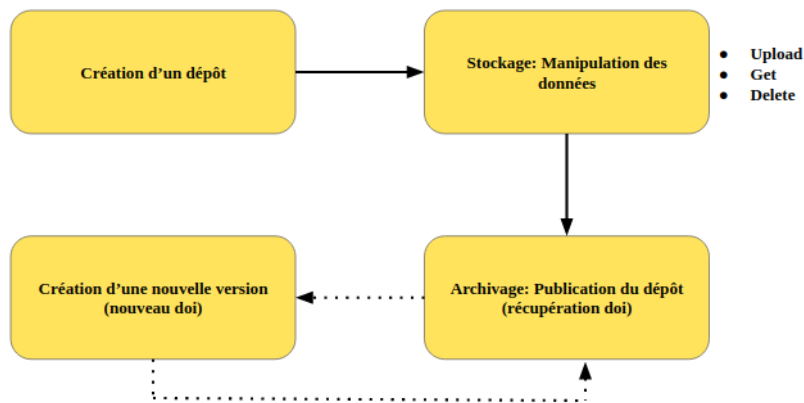 Création d’un dépôt
Stockage: Manipulation des
données
● Upload
● Get
● Delete
Création d’une nouvelle version
(nouveau doi)
Archivage: Publication du dépôt
(récupération doi)